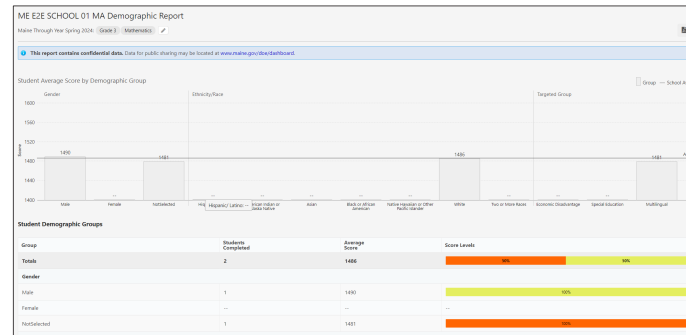 ME E2E SCHOOL 01 MA Demographic Report
Maine Through Year Spring 2024: Grade 3 Mathematics
This report contains confidential data. Data for public sharing may be located at www.maine.gov/doe/dashboard.
Student Average Score by Demographic Group
Group — School A
Gender Ethnicity/Race Targeted Group
Score
1600
1560
1520
1480
1440
1400
1490 -- 1481 -- -- -- -- -- 1486 -- -- -- 1481
A
Male Female NotSelected Asian Black or African American Native Hawaiian or Other Pacific Islander White Two or More Races Economic Disadvantage Special Education Multilingual
Hispanic/ Latino: --
Student Demographic Groups
Group Students Completed Average Score Score Levels
Totals 2 1486 50% 50%
Gender
Male 1 1490 100%
Female -- -- --
NotSelected 1 1481 100%